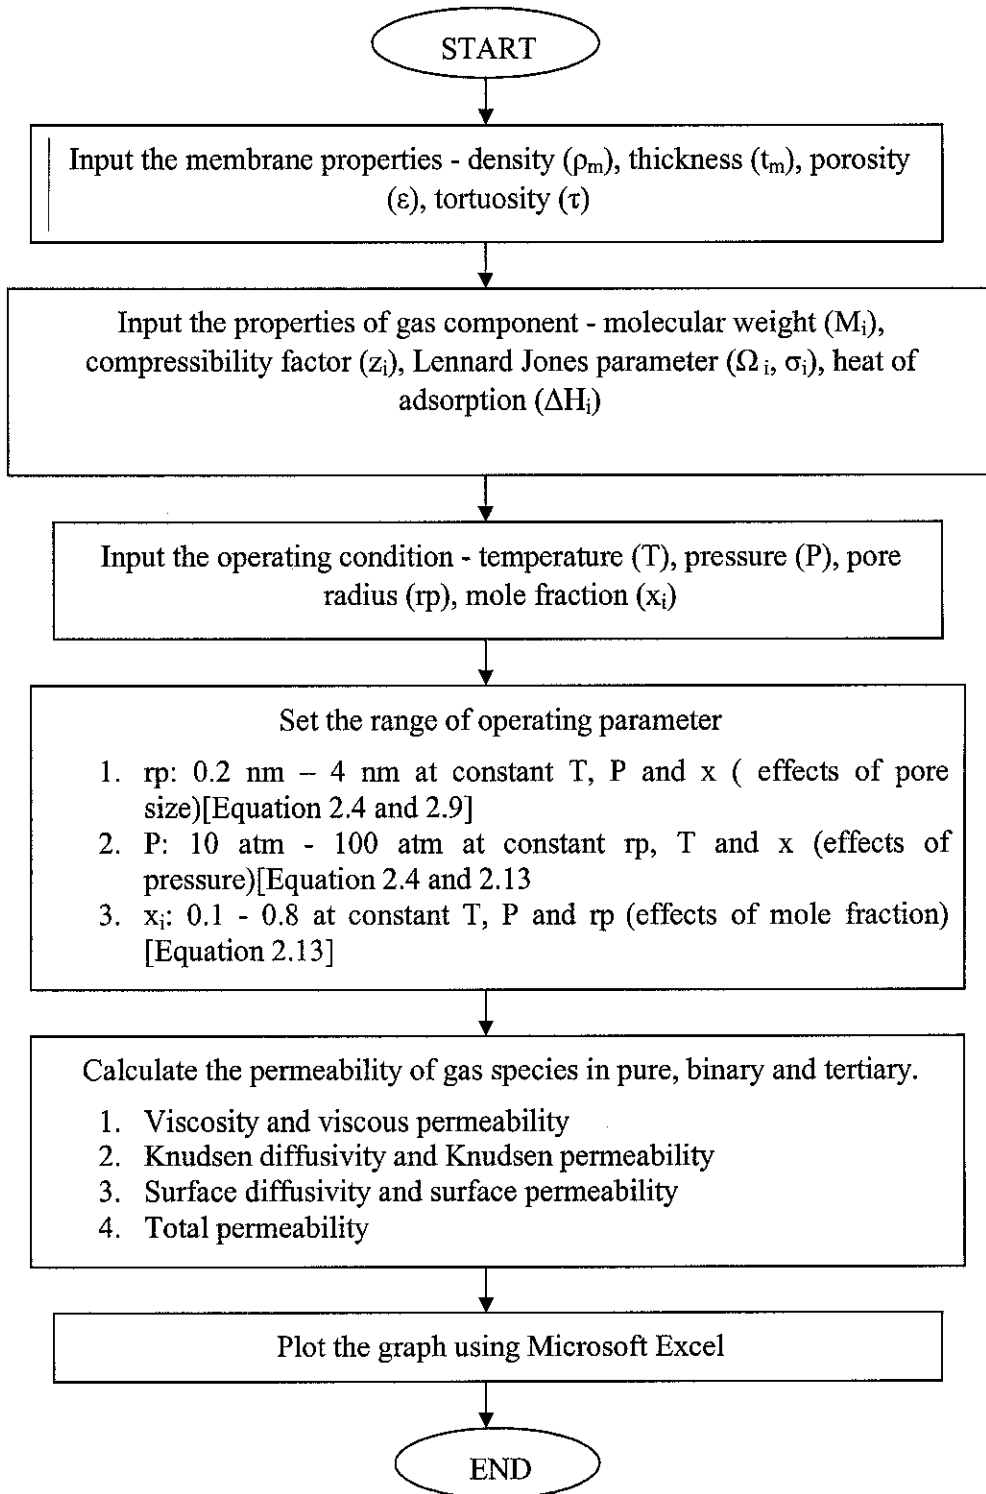 START
Input the membrane properties - density (ρₘ), thickness (tₘ), porosity
(ε), tortuosity (τ)
Input the properties of gas component - molecular weight (Mᵢ),
compressibility factor (zᵢ), Lennard Jones parameter (Ω ᵢ, σᵢ), heat of
adsorption (ΔHᵢ)
Input the operating condition - temperature (T), pressure (P), pore
radius (rp), mole fraction (xᵢ)
Set the range of operating parameter
1. rp: 0.2 nm – 4 nm at constant T, P and x ( effects of pore
size)[Equation 2.4 and 2.9]
2. P: 10 atm - 100 atm at constant rp, T and x (effects of
pressure)[Equation 2.4 and 2.13
3. xᵢ: 0.1 - 0.8 at constant T, P and rp (effects of mole fraction)
[Equation 2.13]
Calculate the permeability of gas species in pure, binary and tertiary.
1. Viscosity and viscous permeability
2. Knudsen diffusivity and Knudsen permeability
3. Surface diffusivity and surface permeability
4. Total permeability
Plot the graph using Microsoft Excel
END